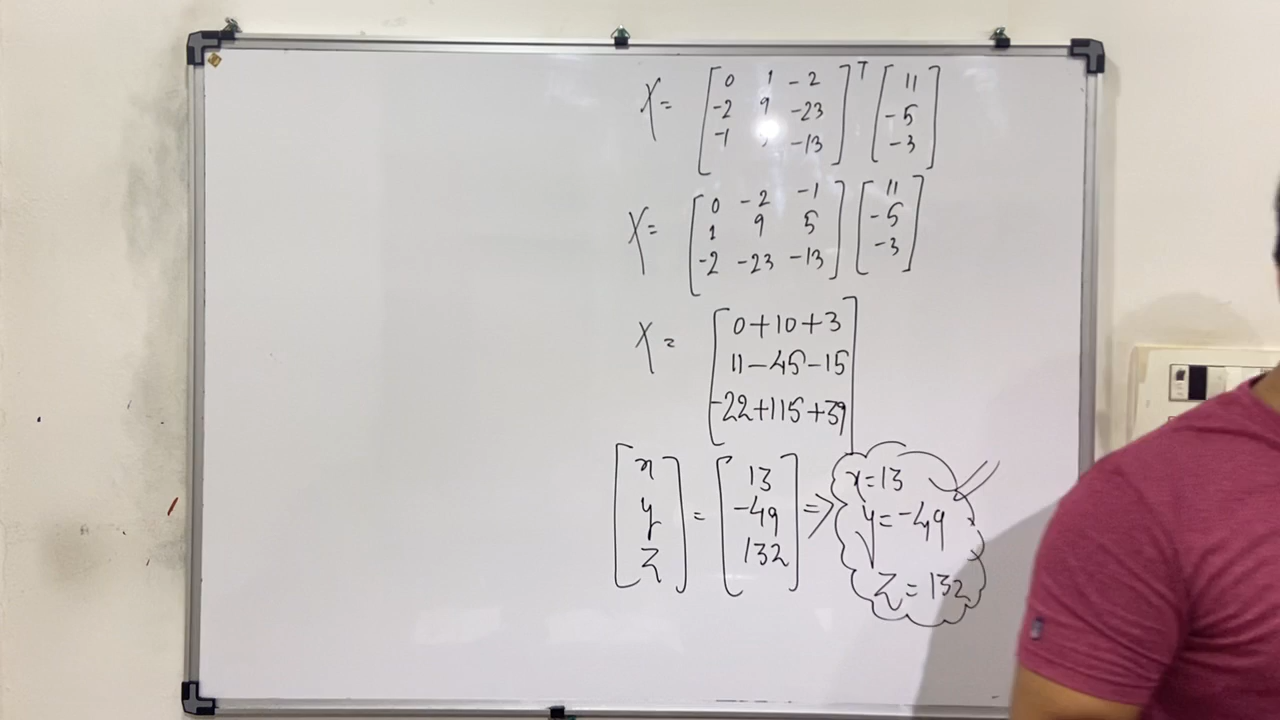 X = [ 0 1 -2 ]ᵀ [ 11 ]
[ -2 9 -23 ] [ -5 ]
[ -1 -13 ] [ -3 ]
X = [ 0 -2 -1 ] [ 11 ]
[ 1 9 5 ] [ -5 ]
[ -2 -23 -13 ] [ -3 ]
X = [ 0+10+3 ]
[ 11-45-15 ]
[ -22+115+39 ]
[ x ] = [ 13 ] ⇒ x=13
[ y ] [ -49 ] y=-49
[ z ] [ 132 ] z=132